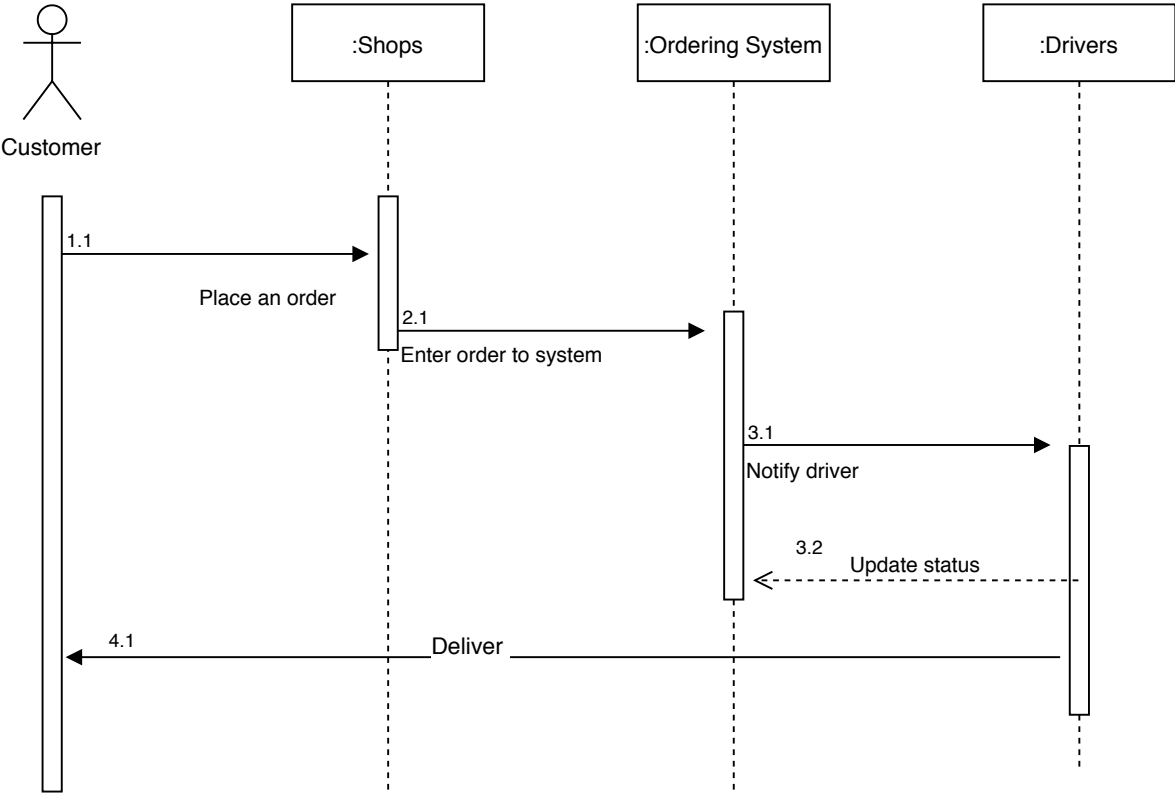 :Shops
:Ordering System
:Drivers
Customer
1.1
Place an order
2.1
Enter order to system
3.1
Notify driver
3.2
Update status
4.1
Deliver